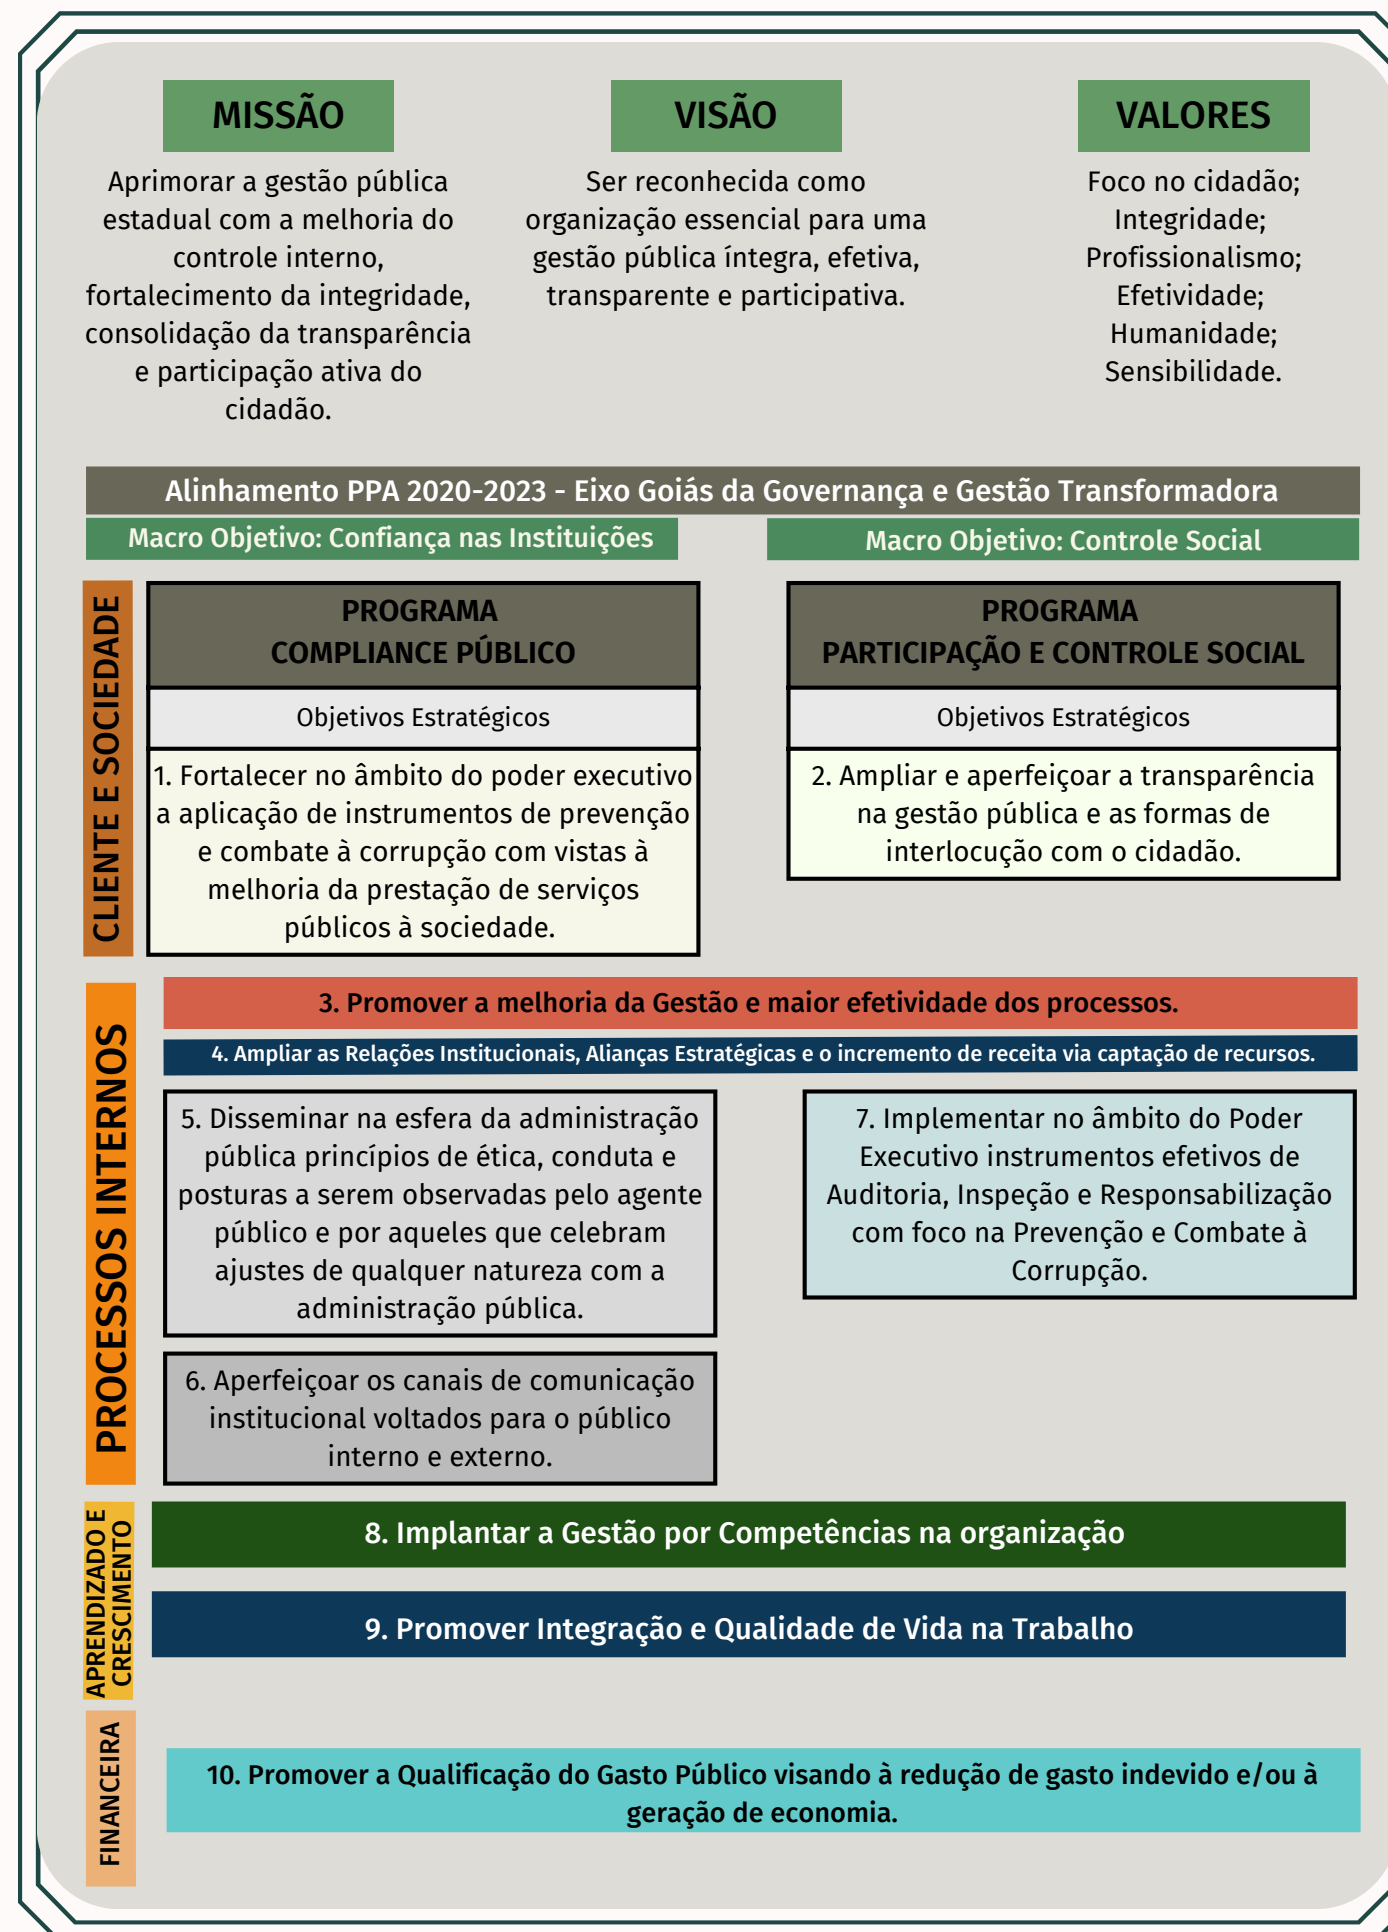 MISSÃO
Aprimorar a gestão pública
estadual com a melhoria do
controle interno,
fortalecimento da integridade,
consolidação da transparência
e participação ativa do
cidadão.
VISÃO
Ser reconhecida como
organização essencial para uma
gestão pública íntegra, efetiva,
transparente e participativa.
VALORES
Foco no cidadão;
Integridade;
Profissionalismo;
Efetividade;
Humanidade;
Sensibilidade.
Alinhamento PPA 2020-2023 - Eixo Goiás da Governança e Gestão Transformadora
Macro Objetivo: Confiança nas Instituições
Macro Objetivo: Controle Social
CLIENTE E SOCIEDADE
PROGRAMA
COMPLIANCE PÚBLICO
Objetivos Estratégicos
1. Fortalecer no âmbito do poder executivo
a aplicação de instrumentos de prevenção
e combate à corrupção com vistas à
melhoria da prestação de serviços
públicos à sociedade.
PROGRAMA
PARTICIPAÇÃO E CONTROLE SOCIAL
Objetivos Estratégicos
2. Ampliar e aperfeiçoar a transparência
na gestão pública e as formas de
interlocução com o cidadão.
PROCESSOS INTERNOS
3. Promover a melhoria da Gestão e maior efetividade dos processos.
4. Ampliar as Relações Institucionais, Alianças Estratégicas e o incremento de receita via captação de recursos.
5. Disseminar na esfera da administração
pública princípios de ética, conduta e
posturas a serem observadas pelo agente
público e por aqueles que celebram
ajustes de qualquer natureza com a
administração pública.
6. Aperfeiçoar os canais de comunicação
institucional voltados para o público
interno e externo.
7. Implementar no âmbito do Poder
Executivo instrumentos efetivos de
Auditoria, Inspeção e Responsabilização
com foco na Prevenção e Combate à
Corrupção.
APRENDIZADO E
CRESCIMENTO
8. Implantar a Gestão por Competências na organização
9. Promover Integração e Qualidade de Vida na Trabalho
FINANCEIRA
10. Promover a Qualificação do Gasto Público visando à redução de gasto indevido e/ou à
geração de economia.